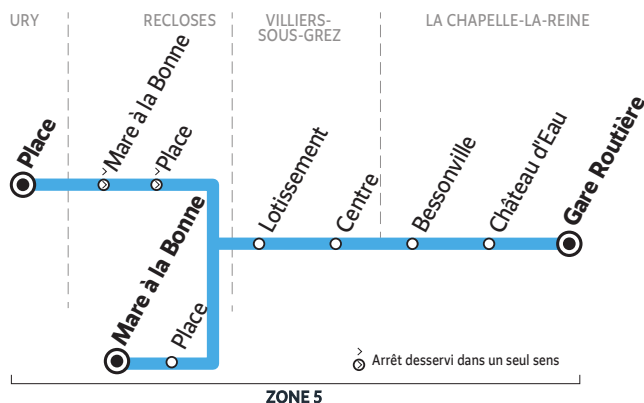 URY
RECLOSES
VILLIERS-
SOUS-GREZ
LA CHAPELLE-LA-REINE
Place
Mare à la Bonne
Place
Mare à la Bonne
Place
Lotissement
Centre
Bessonville
Château d'Eau
Gare Routière
Arrêt desservi dans un seul sens
ZONE 5